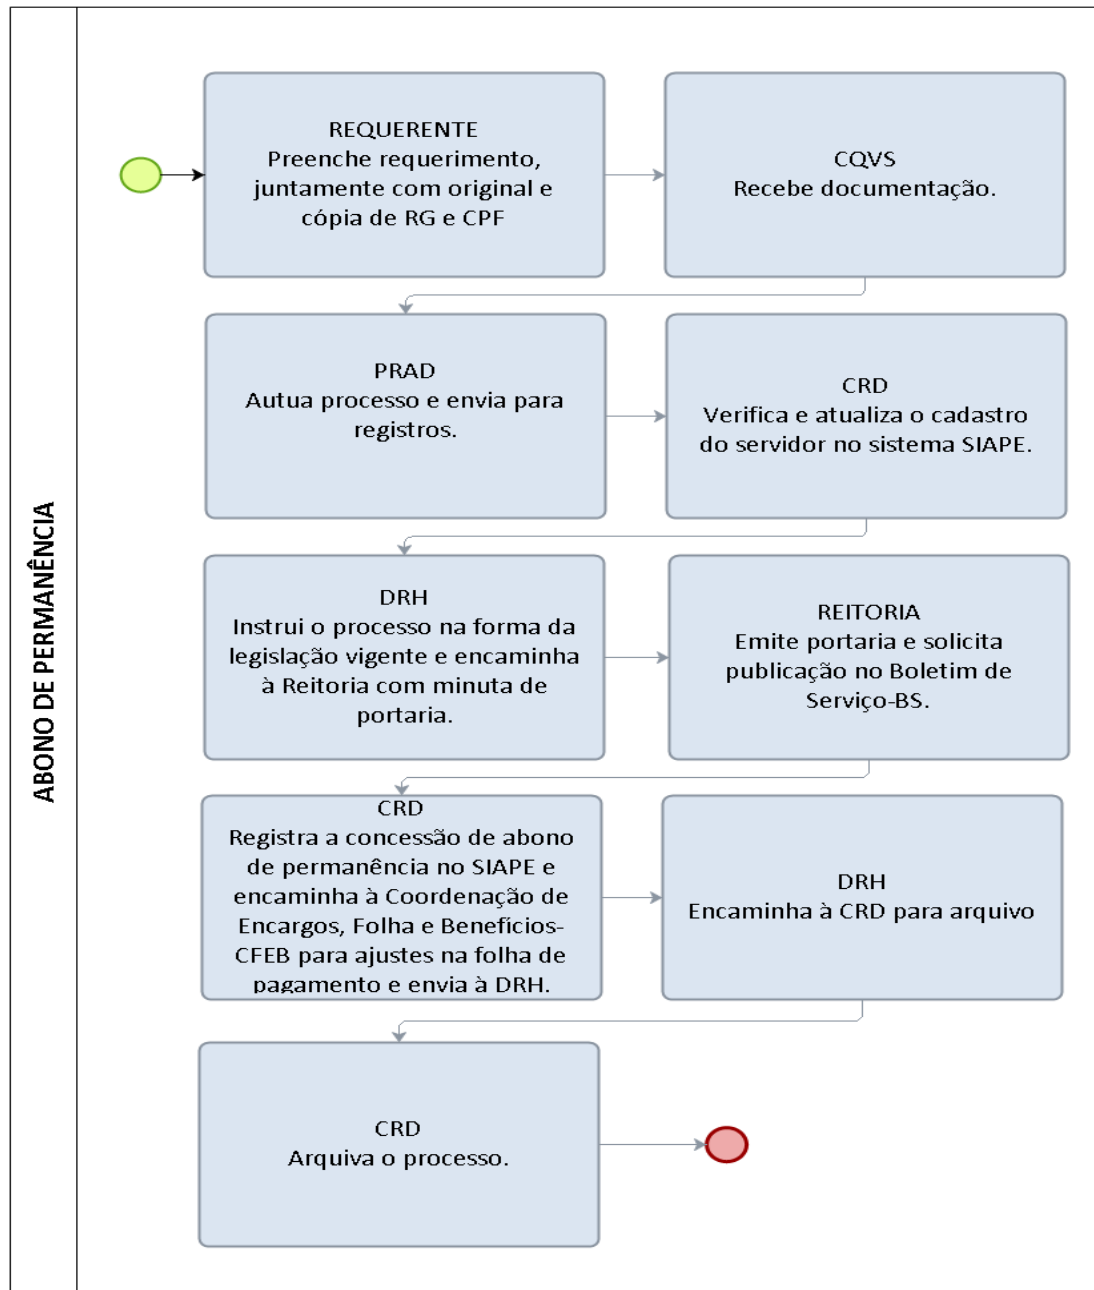 ABONO DE PERMANÊNCIA
REQUERENTE
Preenche requerimento,
juntamente com original e
cópia de RG e CPF
CQVS
Recebe documentação.
PRAD
Autua processo e envia para
registros.
CRD
Verifica e atualiza o cadastro
do servidor no sistema SIAPE.
DRH
Instrui o processo na forma da
legislação vigente e encaminha
à Reitoria com minuta de
portaria.
REITORIA
Emite portaria e solicita
publicação no Boletim de
Serviço-BS.
CRD
Registra a concessão de abono
de permanência no SIAPE e
encaminha à Coordenação de
Encargos, Folha e Benefícios-
CFEB para ajustes na folha de
pagamento e envia à DRH.
DRH
Encaminha à CRD para arquivo
CRD
Arquiva o processo.